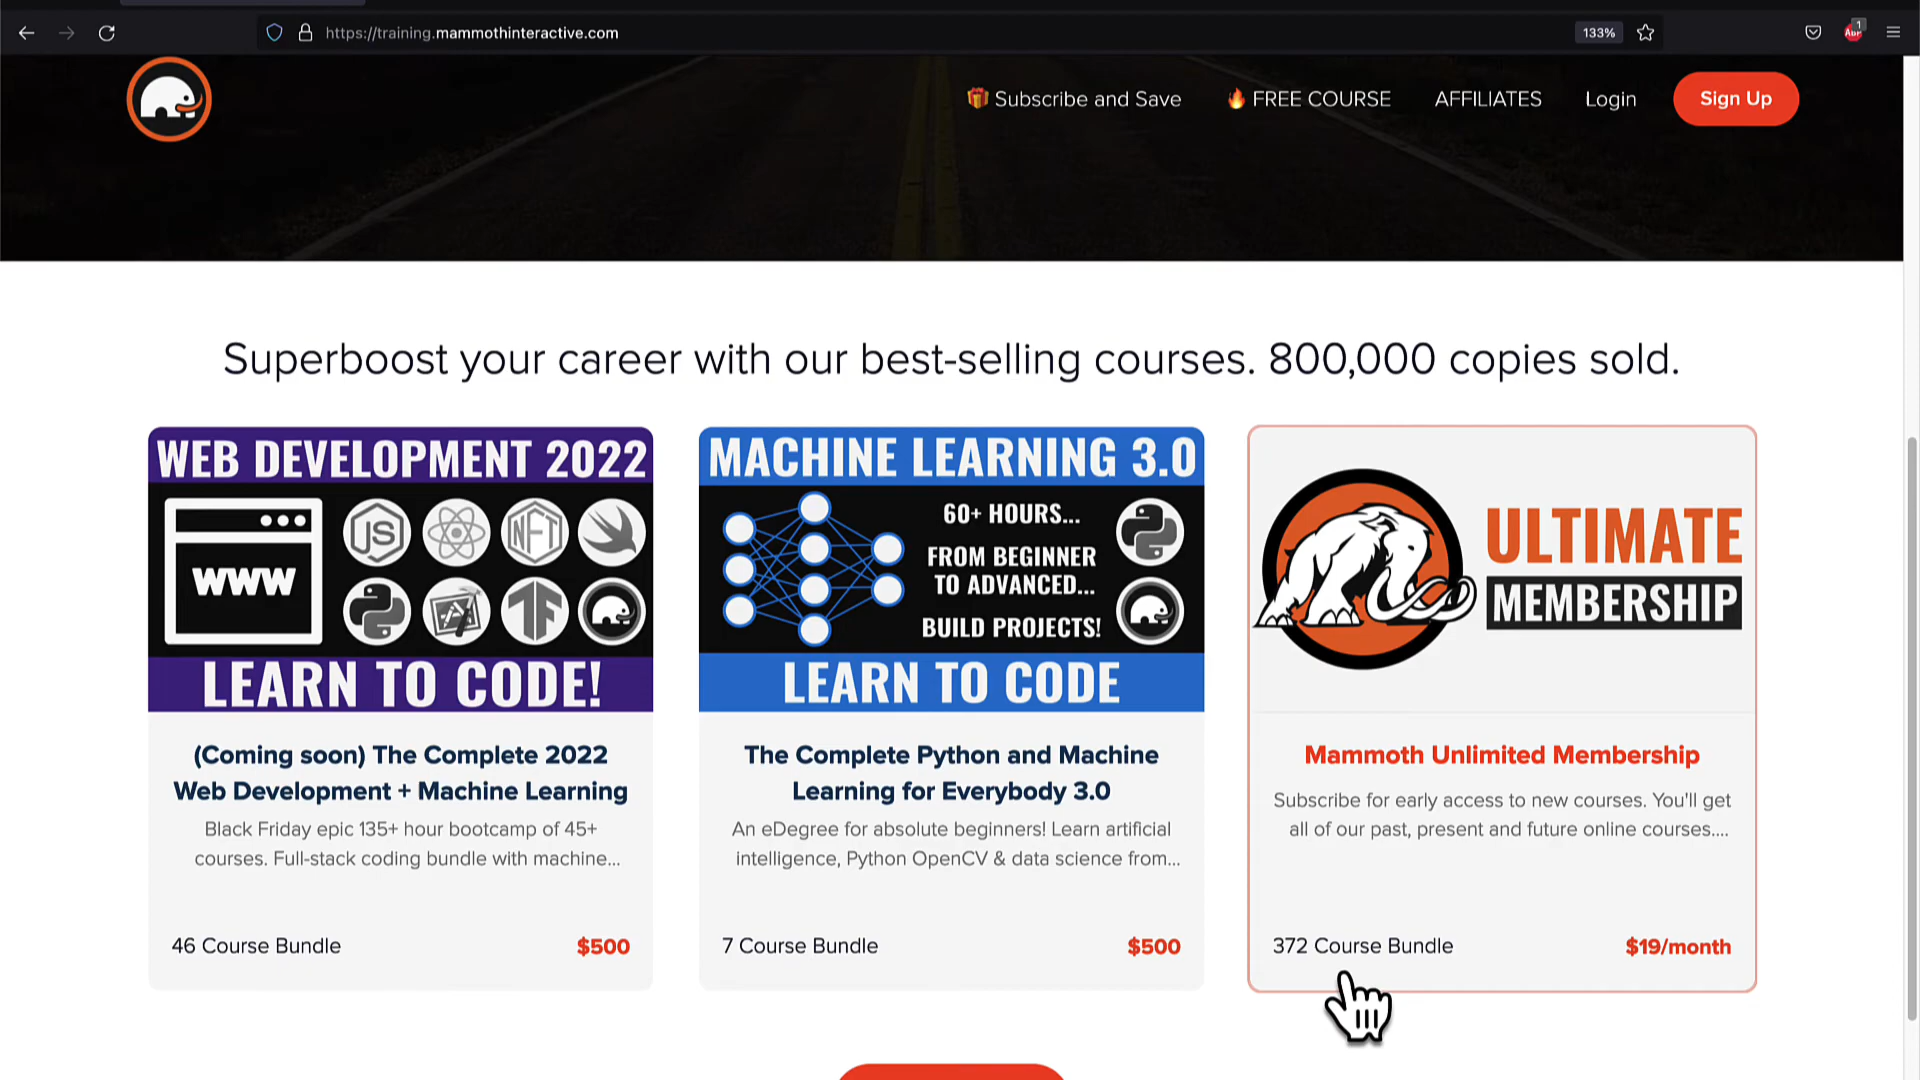 https://training.mammothinteractive.com
133%
1
ABP
🎁 Subscribe and Save
🔥 FREE COURSE
AFFILIATES
Login
Sign Up
Superboost your career with our best-selling courses. 800,000 copies sold.
WEB DEVELOPMENT 2022
WWW
JS
NFT
LEARN TO CODE!
(Coming soon) The Complete 2022
Web Development + Machine Learning
Black Friday epic 135+ hour bootcamp of 45+
courses. Full-stack coding bundle with machine...
46 Course Bundle
$500
MACHINE LEARNING 3.0
60+ HOURS...
FROM BEGINNER
TO ADVANCED...
BUILD PROJECTS!
LEARN TO CODE
The Complete Python and Machine
Learning for Everybody 3.0
An eDegree for absolute beginners! Learn artificial
intelligence, Python OpenCV & data science from...
7 Course Bundle
$500
ULTIMATE
MEMBERSHIP
Mammoth Unlimited Membership
Subscribe for early access to new courses. You'll get
all of our past, present and future online courses....
372 Course Bundle
$19/month